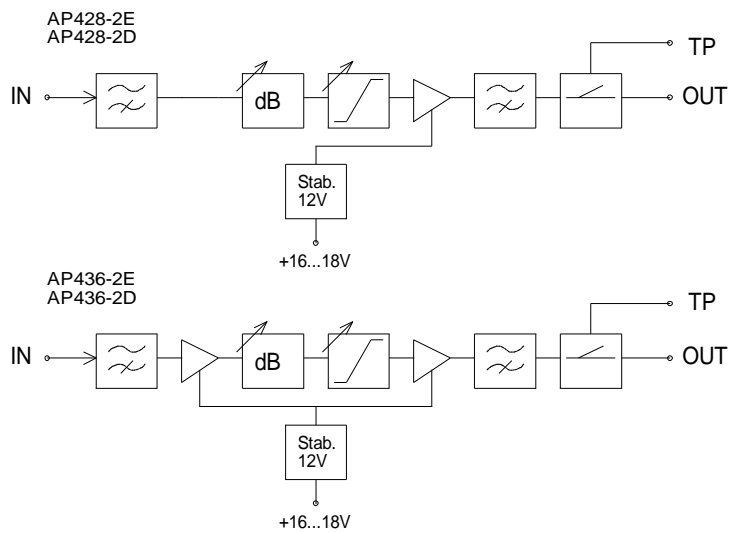 AP428-2E
AP428-2D
TP
IN
dB
OUT
Stab.
12V
+16...18V
AP436-2E
AP436-2D
TP
IN
dB
OUT
Stab.
12V
+16...18V